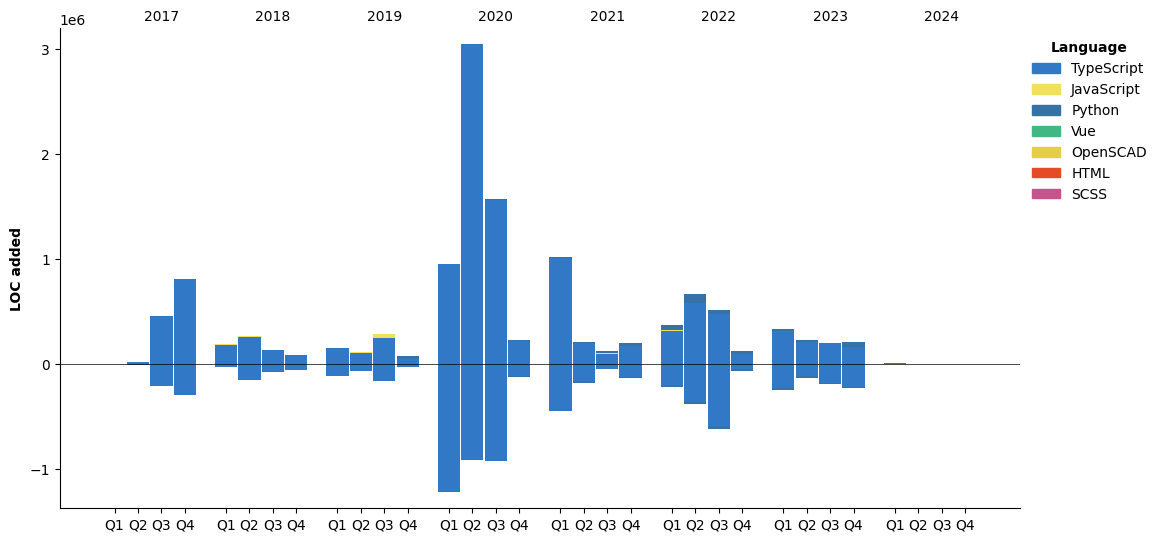 2017 2018 2019 2020 2021 2022 2023 2024
1e6
3
2
1
0
−1
LOC added
Q1 Q2 Q3 Q4 Q1 Q2 Q3 Q4 Q1 Q2 Q3 Q4 Q1 Q2 Q3 Q4 Q1 Q2 Q3 Q4 Q1 Q2 Q3 Q4 Q1 Q2 Q3 Q4 Q1 Q2 Q3 Q4
Language
TypeScript
JavaScript
Python
Vue
OpenSCAD
HTML
SCSS